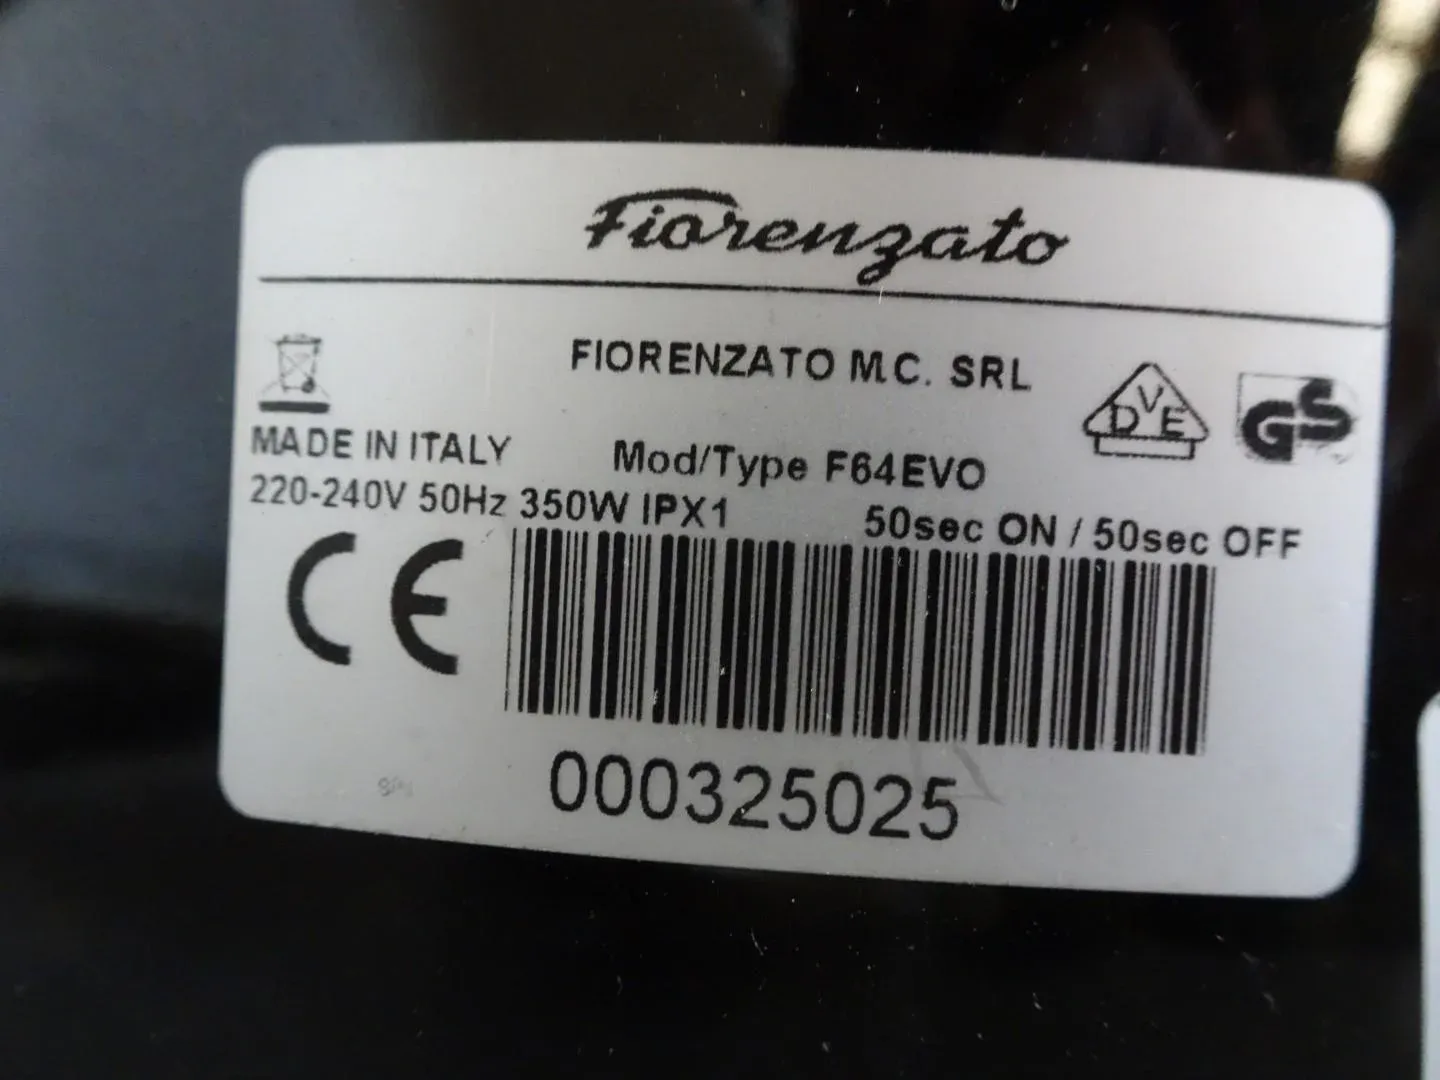 Fiorenzato
FIORENZATO M.C. SRL
VDE
GS
MADE IN ITALY
Mod/Type F64EVO
220-240V 50Hz 350W IPX1
50sec ON / 50sec OFF
CE
000325025